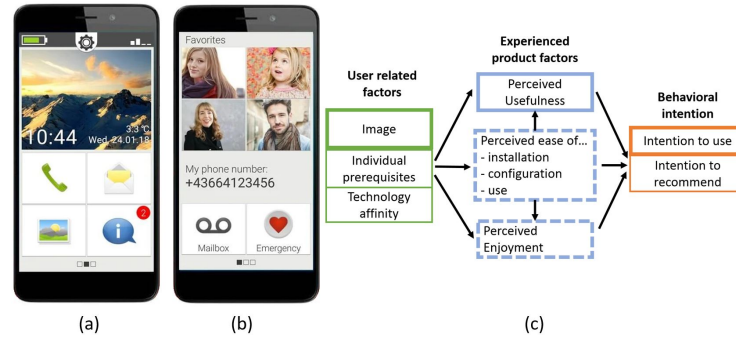 10:44
3.3 °C
Wed, 24.01.18
2
(a)
Favorites
My phone number:
+43664123456
Mailbox
Emergency
(b)
User related
factors
Image
Individual
prerequisites
Technology
affinity
Experienced
product factors
Perceived
Usefulness
Perceived ease of...
- installation
- configuration
- use
Perceived
Enjoyment
Behavioral
intention
Intention to use
Intention to
recommend
(c)